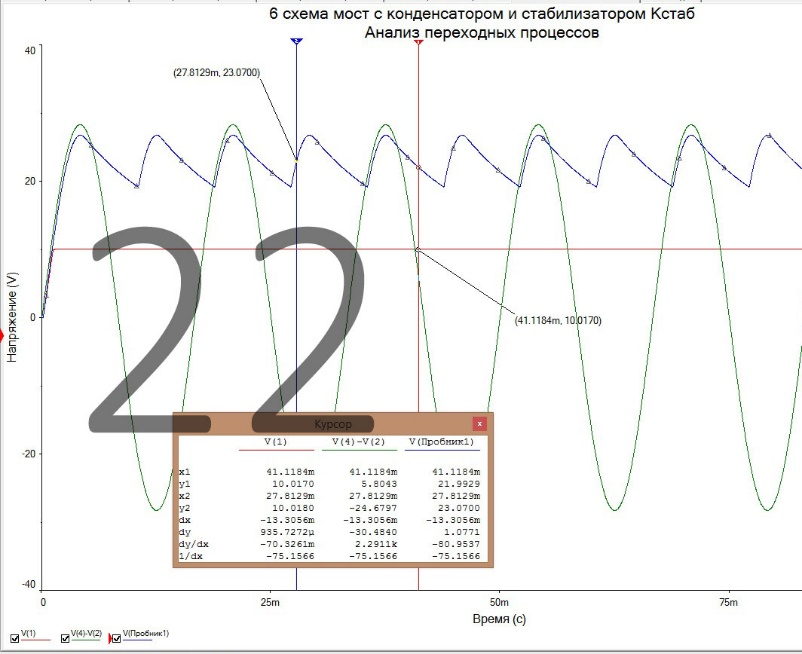 6 схема мост с конденсатором и стабилизатором Кстаб
Анализ переходных процессов
40
(27.8129m, 23.0700)
20
22
Напряжение (V)
0
(41.1184m, 10.0170)
Курсор
x
V(1) V(4)-V(2) V(Пробник1)
x1 41.1184m 41.1184m 41.1184m
y1 10.0170 5.8043 21.9929
x2 27.8129m 27.8129m 27.8129m
y2 10.0180 -24.6797 23.0700
dx -13.3056m -13.3056m -13.3056m
dy 935.7272µ -30.4840 1.0771
dy/dx -70.3261m 2.2911k -80.9537
1/dx -75.1566 -75.1566 -75.1566
-20
-40
0 25m 50m 75m
Время (с)
V(1) V(4)-V(2) V(Пробник1)